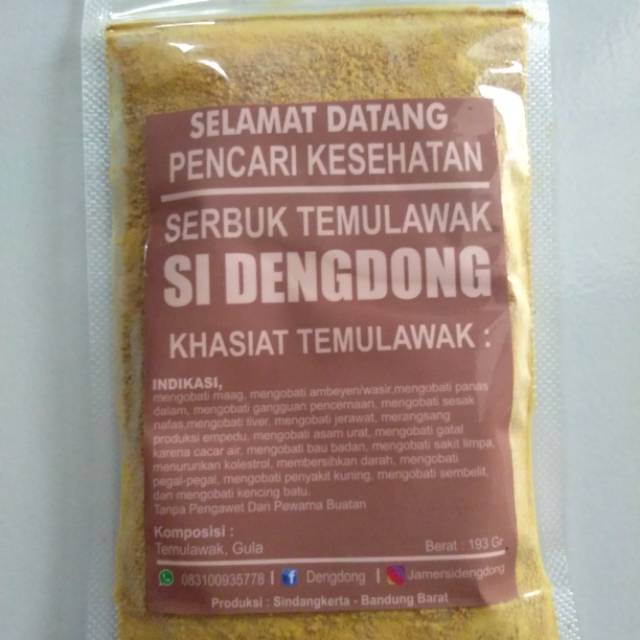 SELAMAT DATANG
PENCARI KESEHATAN
SERBUK TEMULAWAK
SI DENGDONG
KHASIAT TEMULAWAK :
INDIKASI,
mengobati maag, mengobati ambeyen/wasir,mengobati panas
dalam, mengobati gangguan pencernaan, mengobati sesak
nafas,mengobati liver, mengobati jerawat, merangsang
produksi empedu, mengobati asam urat, mengobati gatal
karena cacar air, mengobati bau badan, mengobati sakit limpa,
menurunkan kolestrol, membersihkan darah, mengobati
pegal-pegal, mengobati penyakit kuning, mengobati sembelit,
dan mengobati kencing batu.
Tanpa Pengawet Dan Pewarna Buatan
Komposisi :
Temulawak, Gula
Berat : 193 Gr
083100935778 | Dengdong | Jamersidengdong
Produksi : Sindangkerta - Bandung Barat